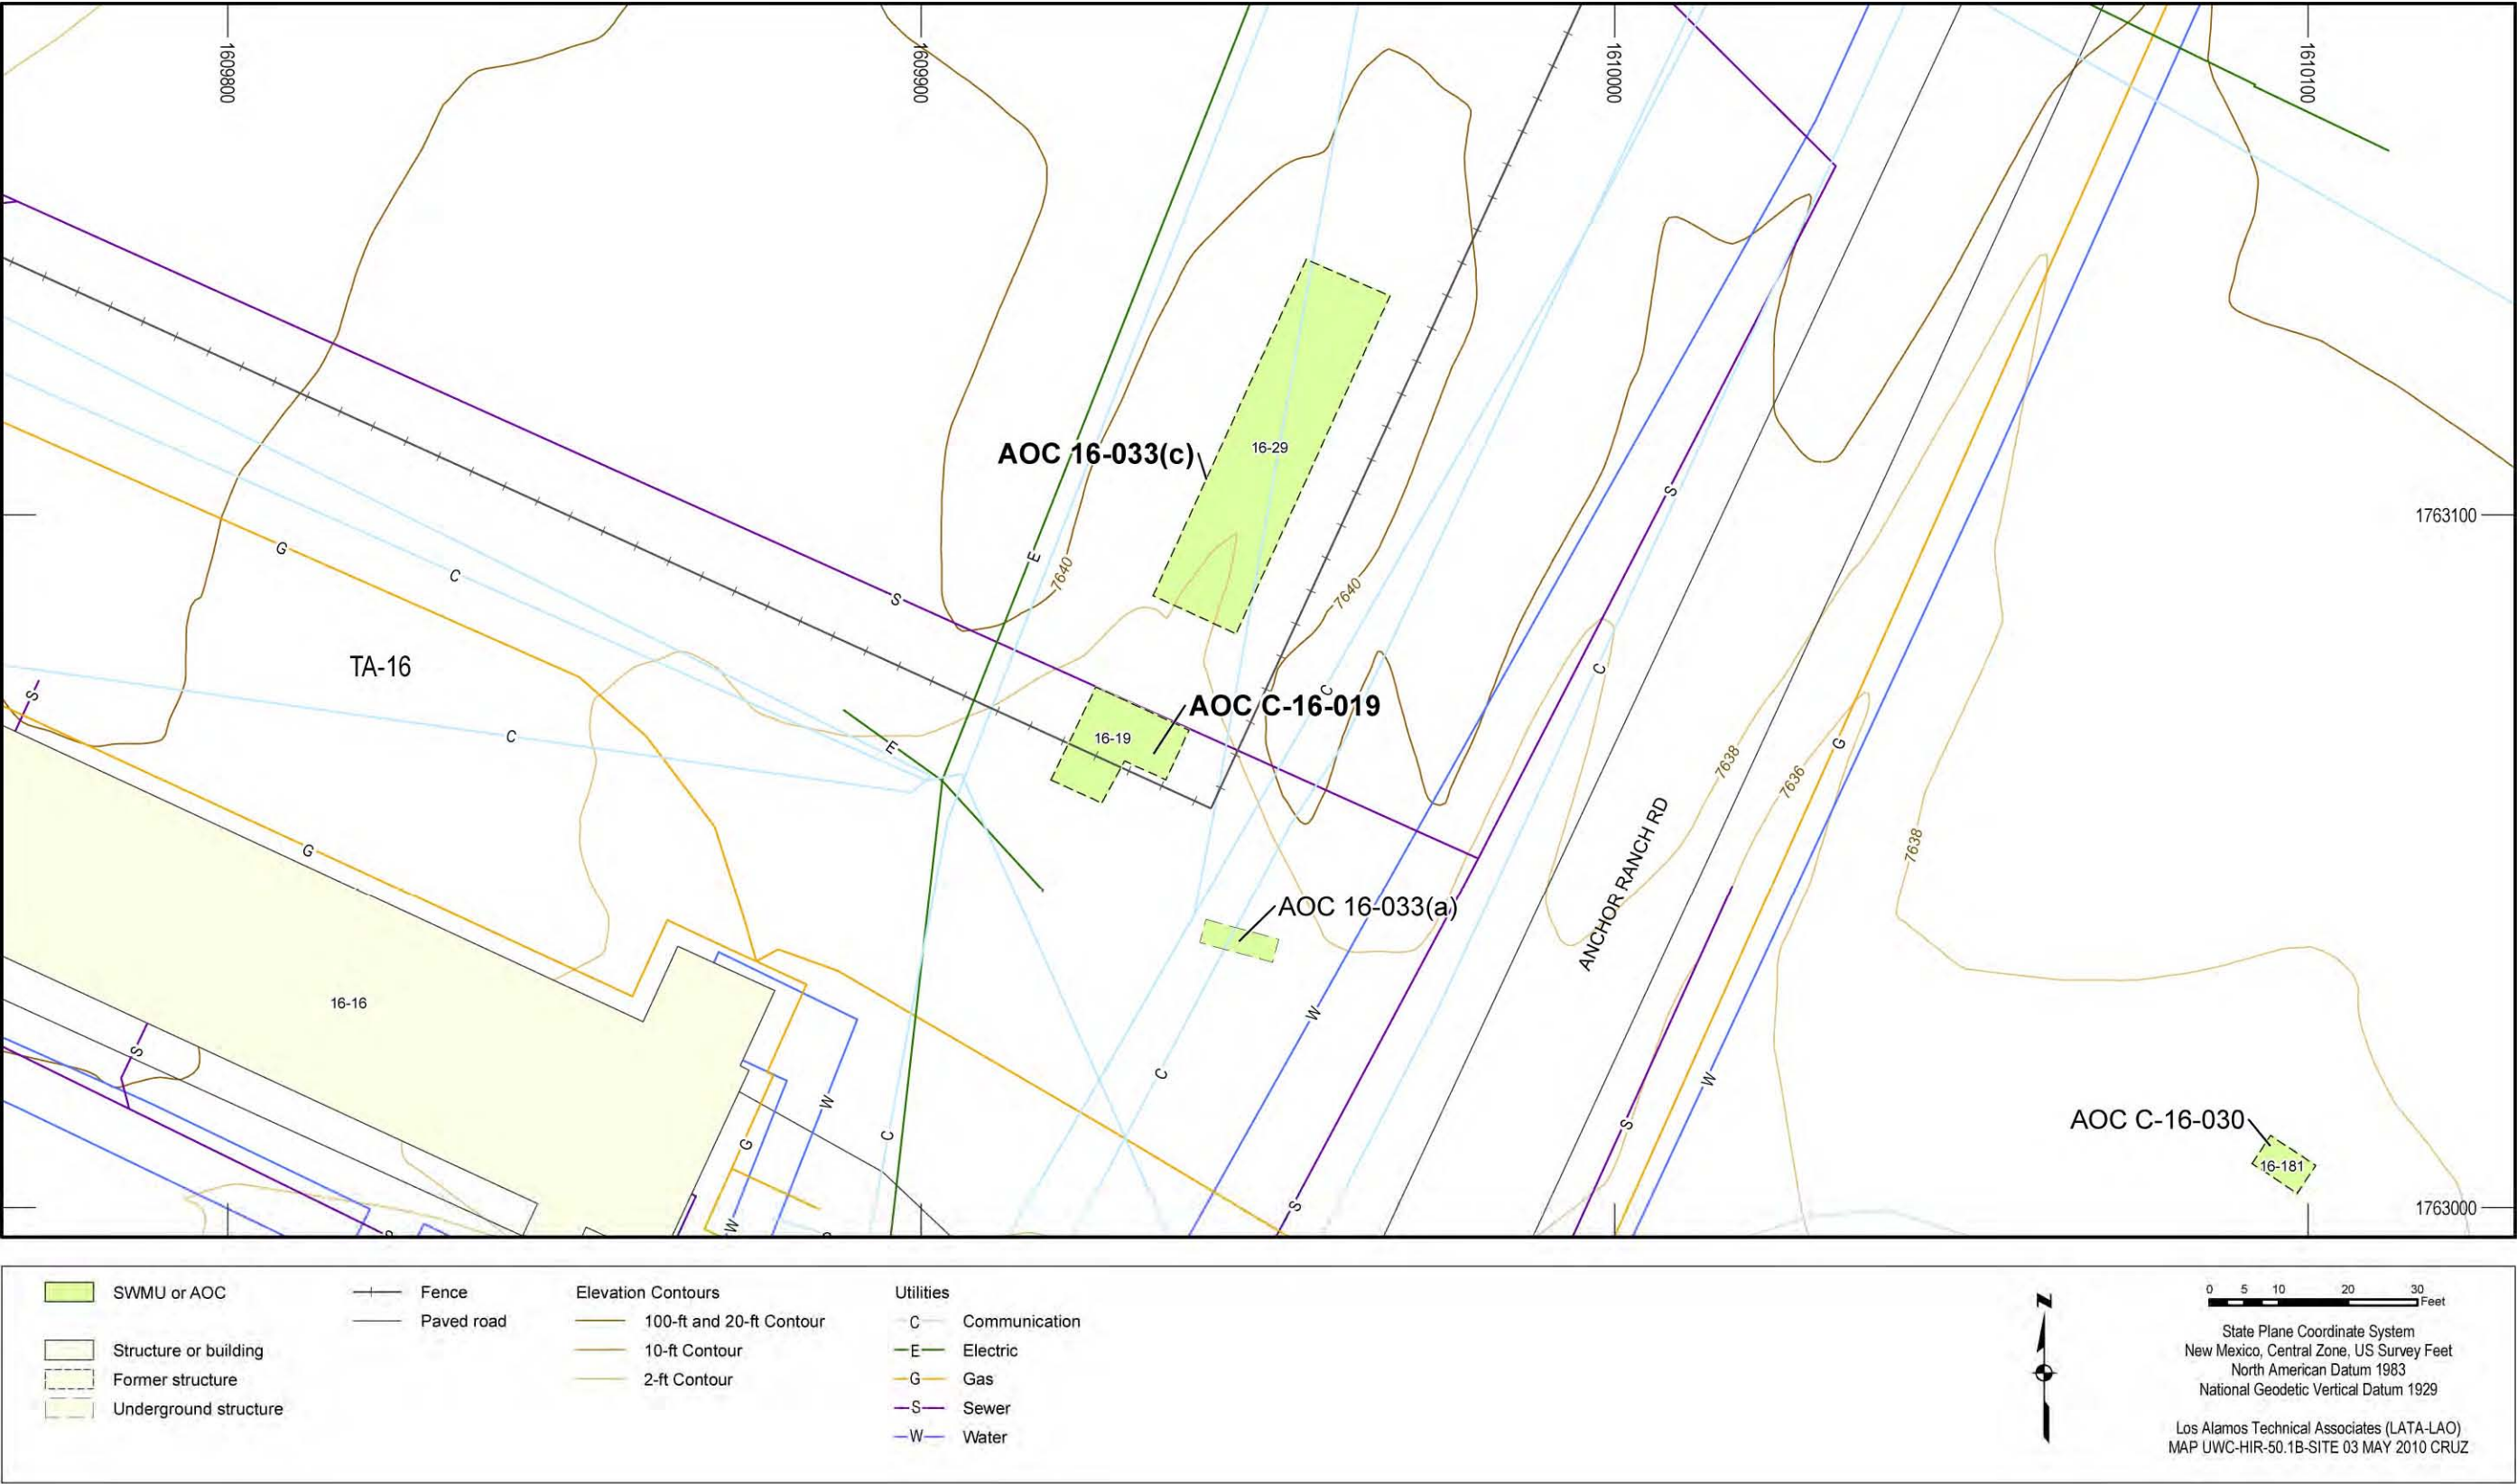 1609800
1609900
1610000
1610100
AOC 16-033(c)
16-29
1763100
S
G
C
E
7640
7640
S
C
TA-16
S
C
AOC C-16-019
16-19
C
E
G
7638
7636
G
7638
ANCHOR RANCH RD
AOC 16-033(a)
16-16
W
S
C
W
W
C
G
S
AOC C-16-030
16-181
S
W
1763000
SWMU or AOC
Structure or building
Former structure
Underground structure
Fence
Paved road
Elevation Contours
100-ft and 20-ft Contour
10-ft Contour
2-ft Contour
Utilities
C Communication
E Electric
G Gas
S Sewer
W Water
N
0 5 10 20 30
Feet
State Plane Coordinate System
New Mexico, Central Zone, US Survey Feet
North American Datum 1983
National Geodetic Vertical Datum 1929
Los Alamos Technical Associates (LATA-LAO)
MAP UWC-HIR-50.1B-SITE 03 MAY 2010 CRUZ